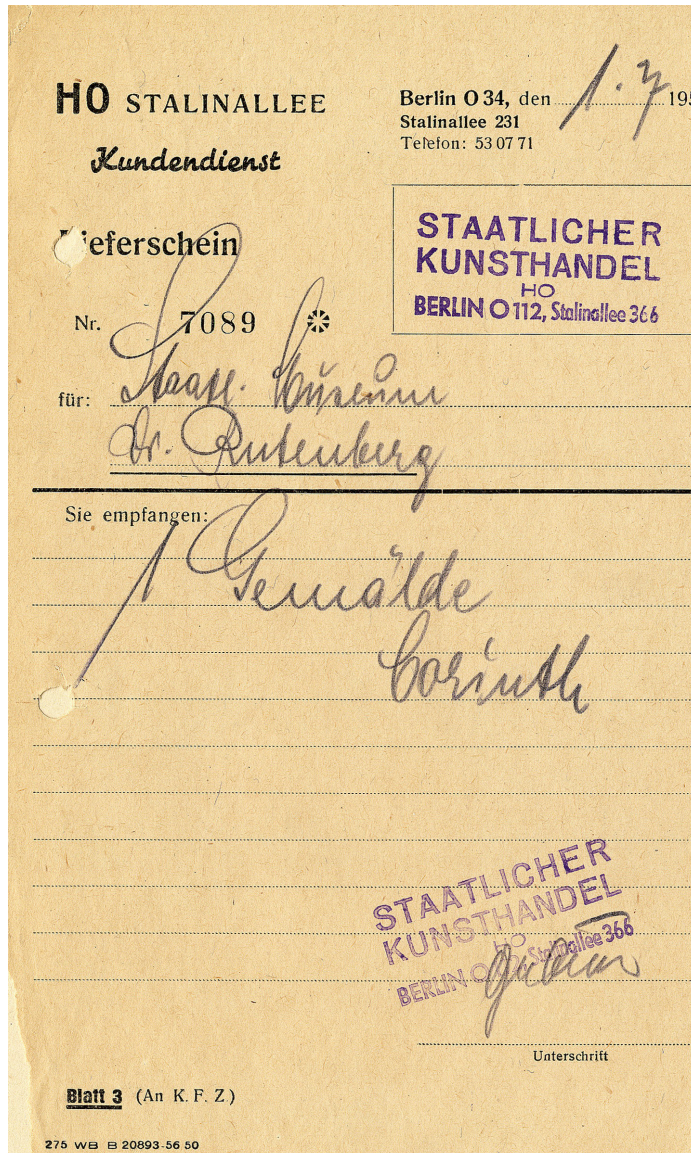 HO STALINALLEE
Kundendienst
Berlin O 34, den 1. 7 195
Stalinallee 231
Telefon: 53 07 71
STAATLICHER
KUNSTHANDEL
HO
BERLIN O 112, Stalinallee 366
Lieferschein
Nr. 7089
für: Staatl. Museum
Dr. Rutenberg
Sie empfangen:
1 Gemälde
Corinth
STAATLICHER
KUNSTHANDEL
HO
BERLIN O Stalinallee 366
Unterschrift
Blatt 3 (An K. F. Z.)
275 WB B 20893-56 50